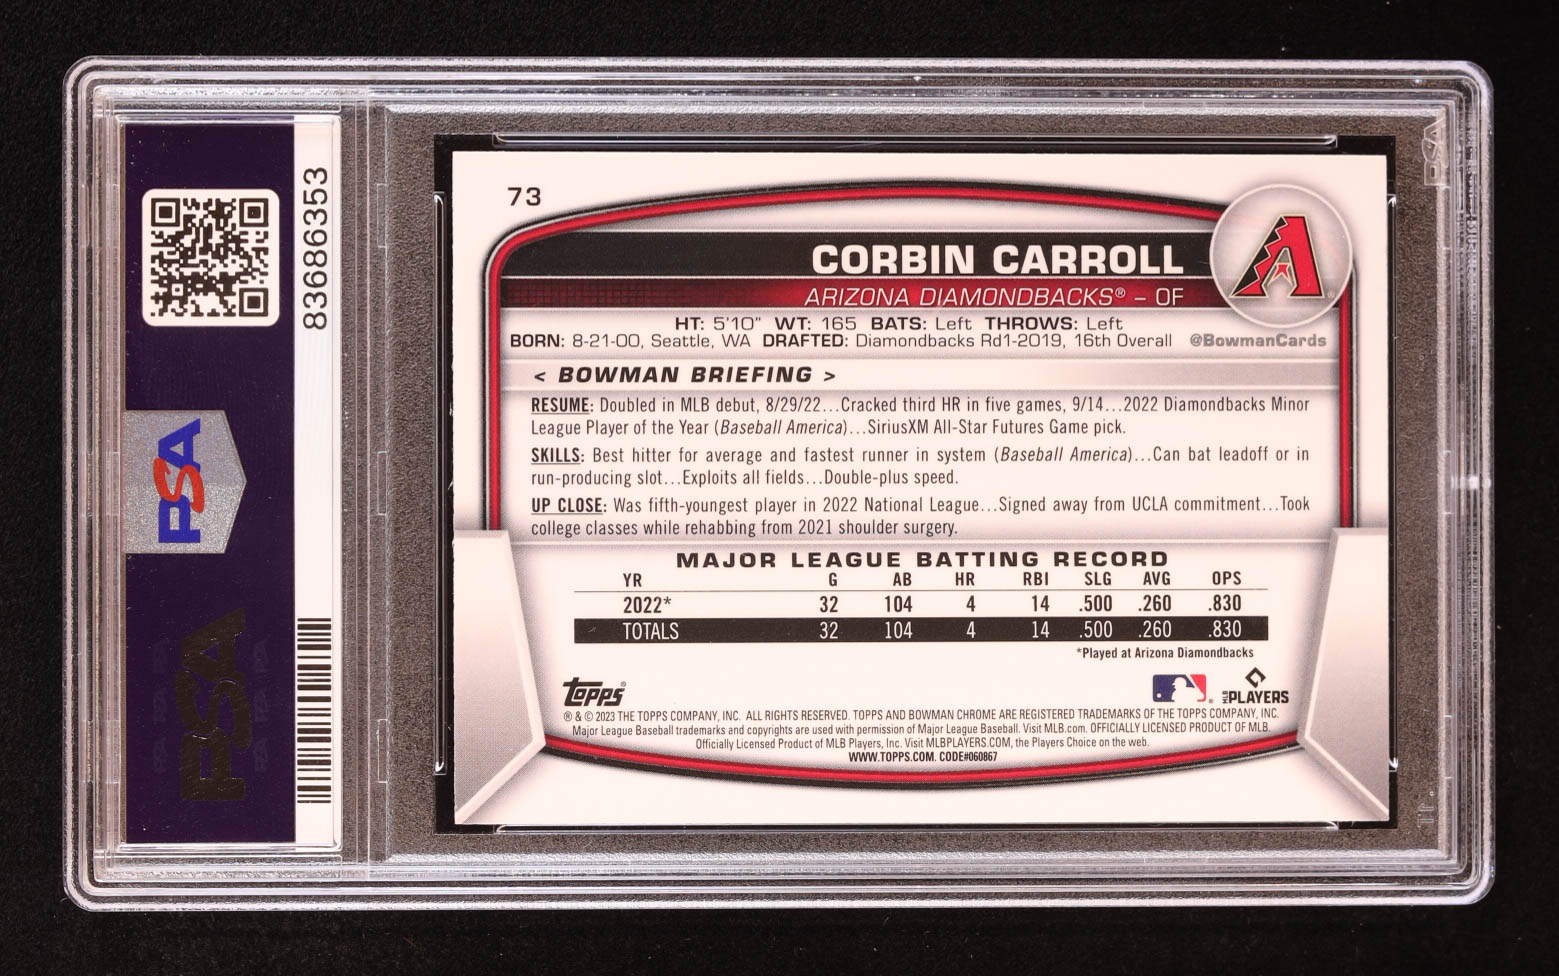 83686353
PSA
PSA
73
CORBIN CARROLL
ARIZONA DIAMONDBACKS® – OF
HT: 5'10" WT: 165 BATS: Left THROWS: Left
BORN: 8-21-00, Seattle, WA DRAFTED: Diamondbacks Rd1-2019, 16th Overall @BowmanCards
< BOWMAN BRIEFING >
RESUME: Doubled in MLB debut, 8/29/22...Cracked third HR in five games, 9/14...2022 Diamondbacks Minor
League Player of the Year (Baseball America)...SiriusXM All-Star Futures Game pick.
SKILLS: Best hitter for average and fastest runner in system (Baseball America)...Can bat leadoff or in
run-producing slot...Exploits all fields...Double-plus speed.
UP CLOSE: Was fifth-youngest player in 2022 National League...Signed away from UCLA commitment...Took
college classes while rehabbing from 2021 shoulder surgery.
MAJOR LEAGUE BATTING RECORD
YR G AB HR RBI SLG AVG OPS
2022* 32 104 4 14 .500 .260 .830
TOTALS 32 104 4 14 .500 .260 .830
*Played at Arizona Diamondbacks
TOPPS®
MLB PLAYERS
® & © 2023 THE TOPPS COMPANY, INC. ALL RIGHTS RESERVED. TOPPS AND BOWMAN CHROME ARE REGISTERED TRADEMARKS OF THE TOPPS COMPANY, INC.
Major League Baseball trademarks and copyrights are used with permission of Major League Baseball. Visit MLB.com. OFFICIALLY LICENSED PRODUCT OF MLB.
Officially Licensed Product of MLB Players, Inc. Visit MLBPLAYERS.COM, the Players Choice on the web.
WWW.TOPPS.COM. CODE#060867
PSA